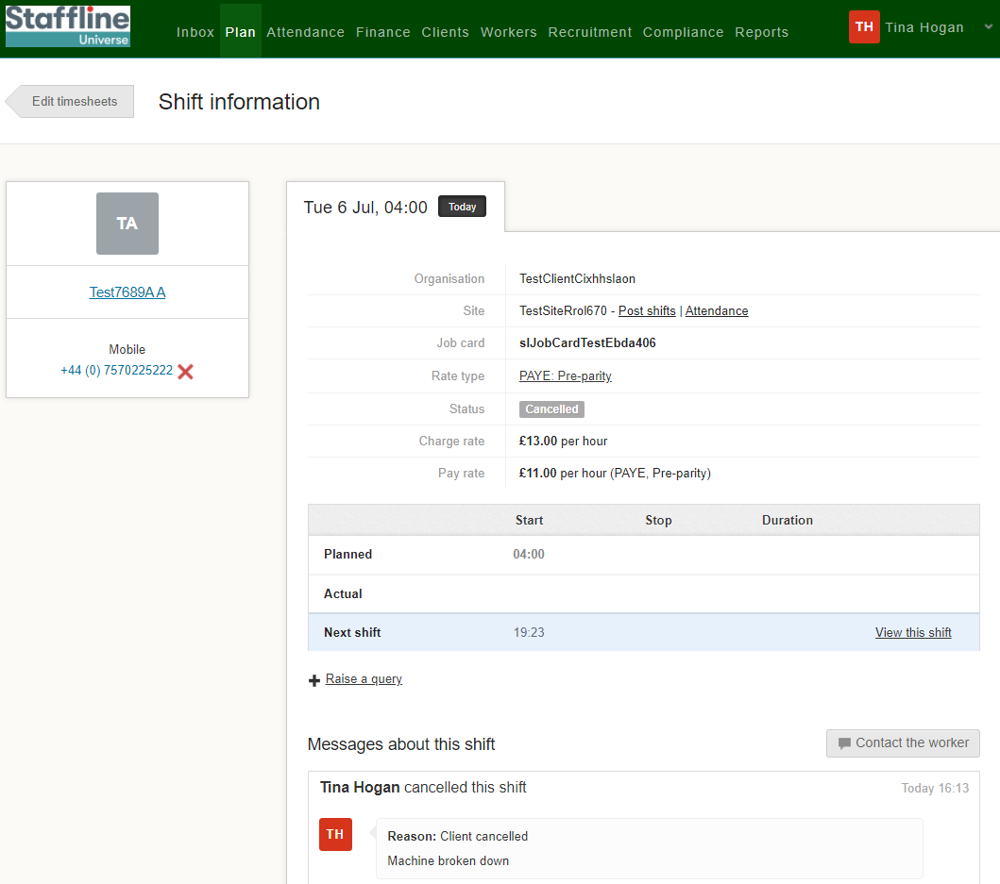 Staffline
Universe
Inbox Plan Attendance Finance Clients Workers Recruitment Compliance Reports
TH Tina Hogan
Edit timesheets
Shift information
TA
Test7689A A
Mobile
+44 (0) 7570225222
Tue 6 Jul, 04:00 Today
Organisation TestClientCixhhslaon
Site TestSiteRrol670 - Post shifts | Attendance
Job card slJobCardTestEbda406
Rate type PAYE: Pre-parity
Status Cancelled
Charge rate £13.00 per hour
Pay rate £11.00 per hour (PAYE, Pre-parity)
Start Stop Duration
Planned 04:00
Actual
Next shift 19:23 View this shift
Raise a query
Messages about this shift
Contact the worker
Tina Hogan cancelled this shift Today 16:13
TH
Reason: Client cancelled
Machine broken down